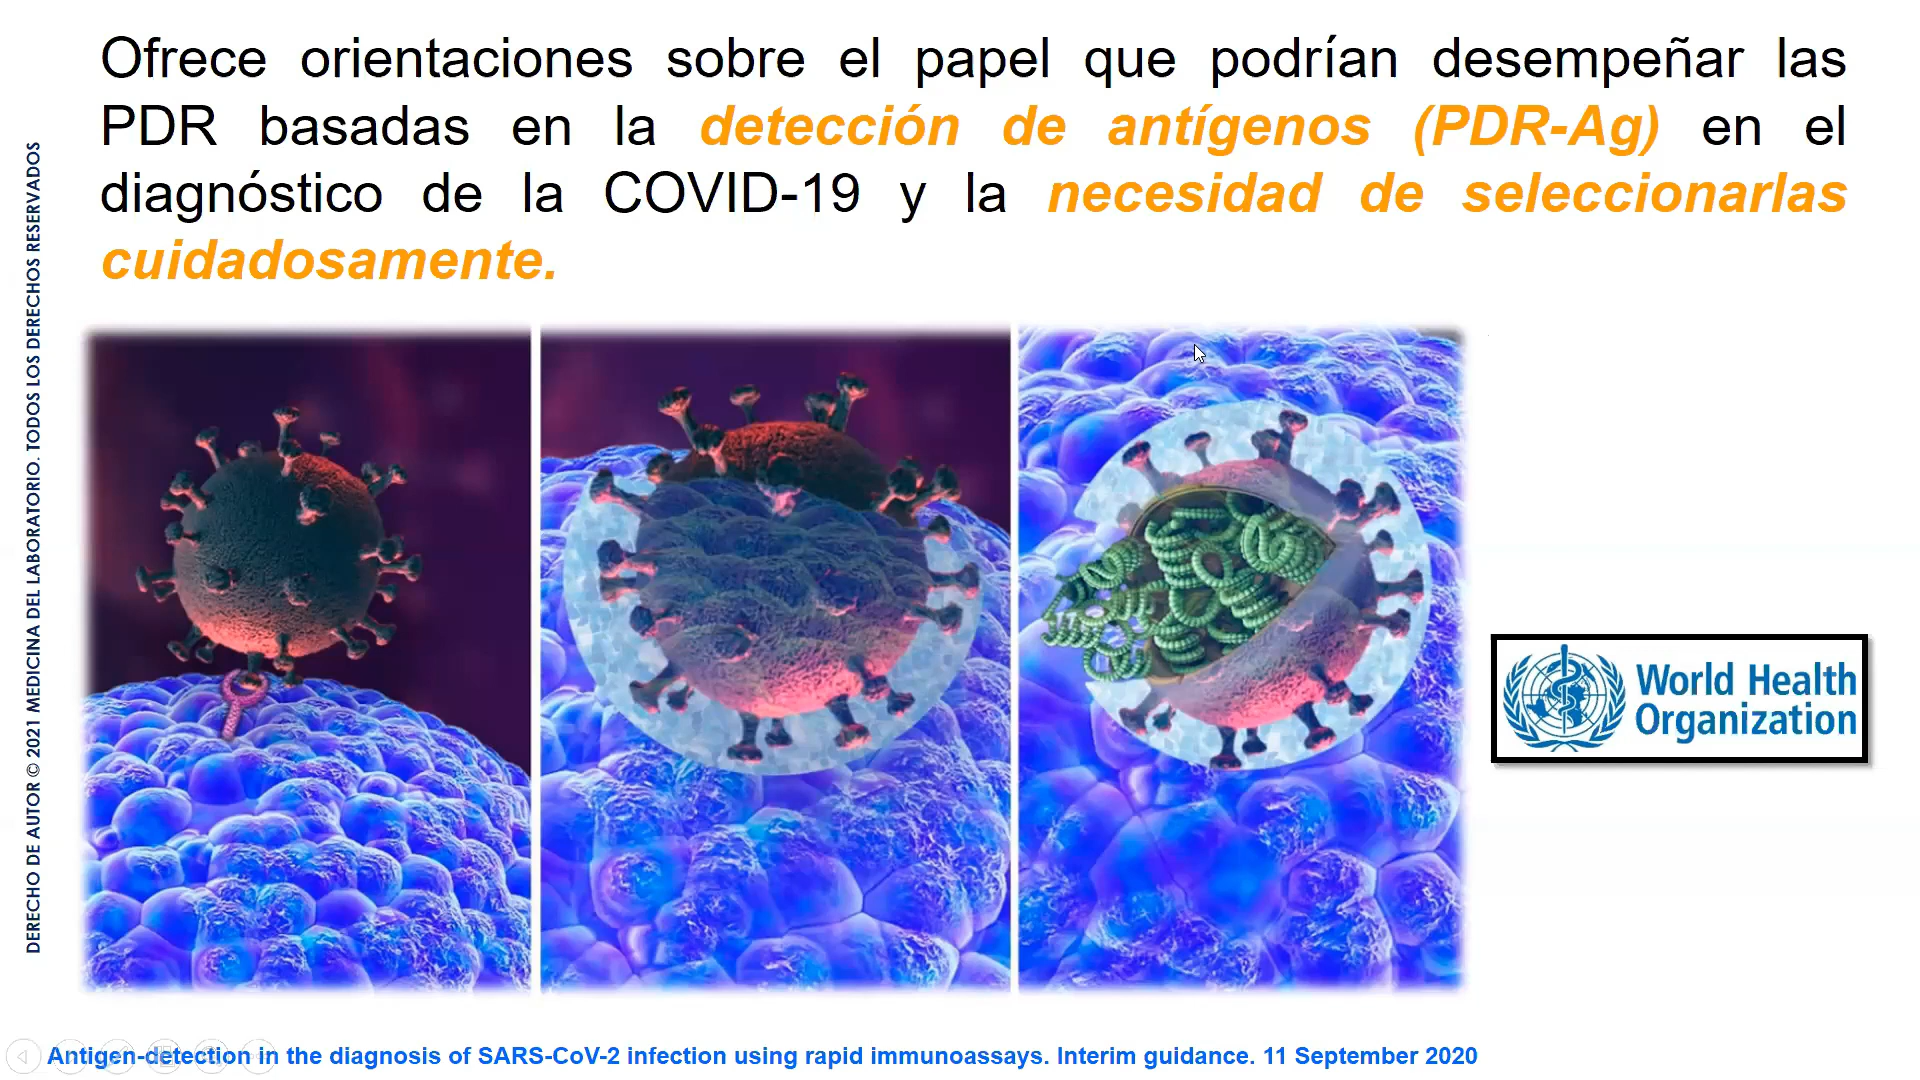 Ofrece orientaciones sobre el papel que podrían desempeñar las
PDR basadas en la detección de antígenos (PDR-Ag) en el
diagnóstico de la COVID-19 y la necesidad de seleccionarlas
cuidadosamente.
DERECHO DE AUTOR © 2021 MEDICINA DEL LABORATORIO. TODOS LOS DERECHOS RESERVADOS
World Health
Organization
Antigen-detection in the diagnosis of SARS-CoV-2 infection using rapid immunoassays. Interim guidance. 11 September 2020